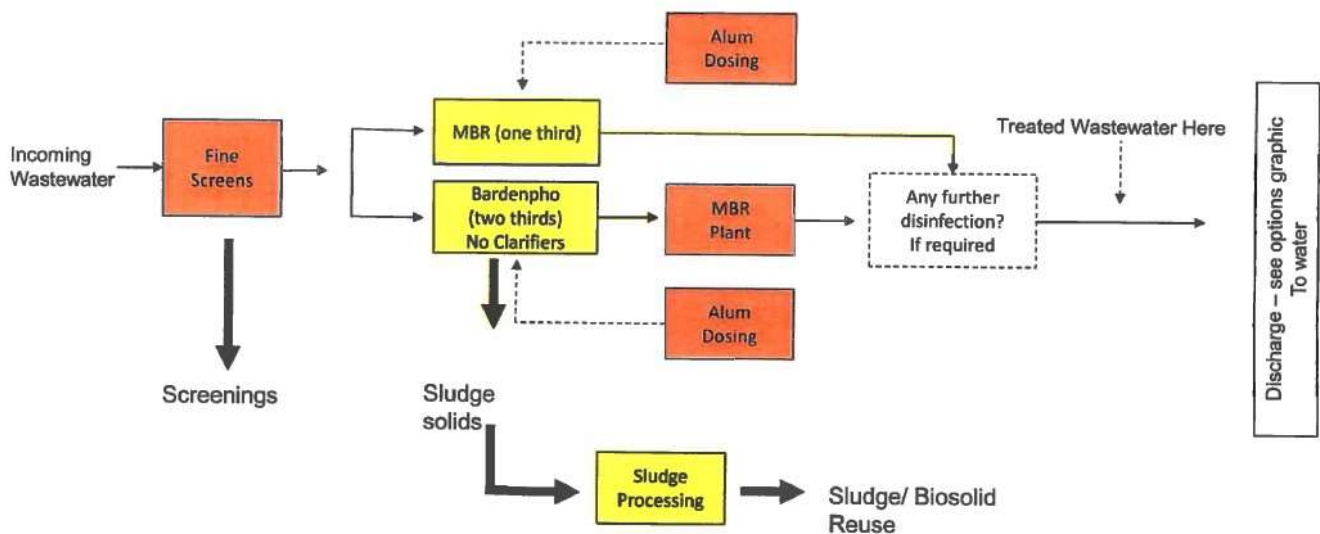 Alum
Dosing
MBR (one third)
Treated Wastewater Here
Incoming
Wastewater
Fine
Screens
Bardenpho
(two thirds)
No Clarifiers
MBR
Plant
Any further
disinfection?
If required
Discharge – see options graphic
To water
Alum
Dosing
Screenings
Sludge
solids
Sludge
Processing
Sludge/ Biosolid
Reuse